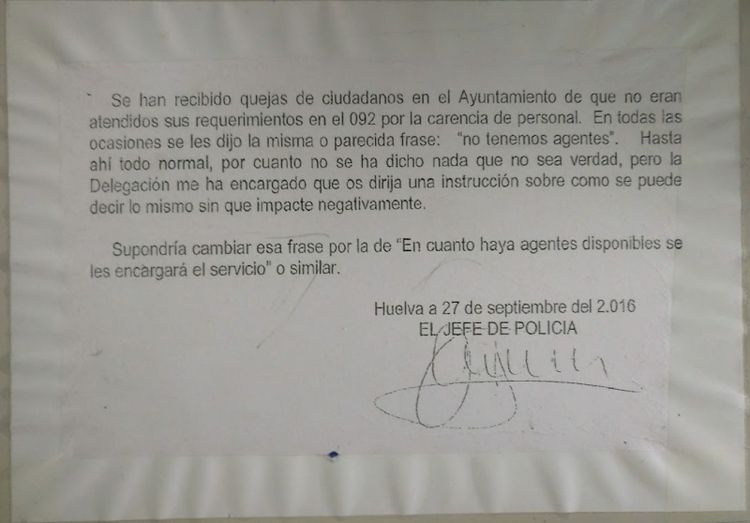 Se han recibido quejas de ciudadanos en el Ayuntamiento de que no eran
atendidos sus requerimientos en el 092 por la carencia de personal. En todas las
ocasiones se les dijo la misma o parecida frase: "no tenemos agentes". Hasta
ahí todo normal, por cuanto no se ha dicho nada que no sea verdad, pero la
Delegación me ha encargado que os dirija una instrucción sobre como se puede
decir lo mismo sin que impacte negativamente.
Supondría cambiar esa frase por la de "En cuanto haya agentes disponibles se
les encargará el servicio" o similar.
Huelva a 27 de septiembre del 2.016
EL JEFE DE POLICIA